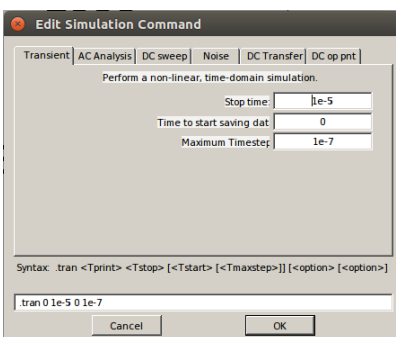 Edit Simulation Command
Transient AC Analysis DC sweep Noise DC Transfer DC op pnt
Perform a non-linear, time-domain simulation.
Stop time: 1e-5
Time to start saving dat 0
Maximum Timestep 1e-7
Syntax: .tran <Tprint> <Tstop> [<Tstart> [<Tmaxstep>]] [<option> [<option>]
.tran 0 1e-5 0 1e-7
Cancel OK